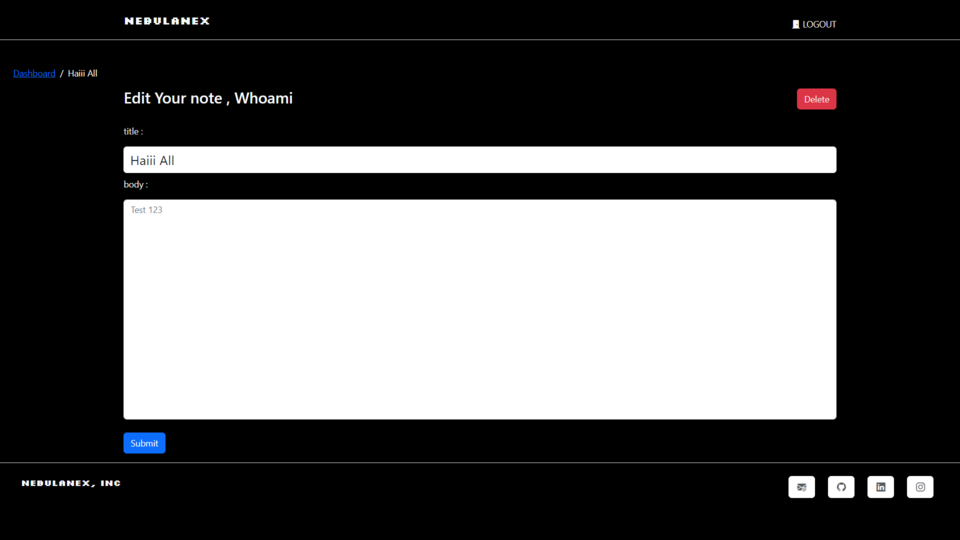 NEBULANEX
LOGOUT
Dashboard / Haiii All
Edit Your note , Whoami
Delete
title :
Haiii All
body :
Test 123
Submit
NEBULANEX, INC